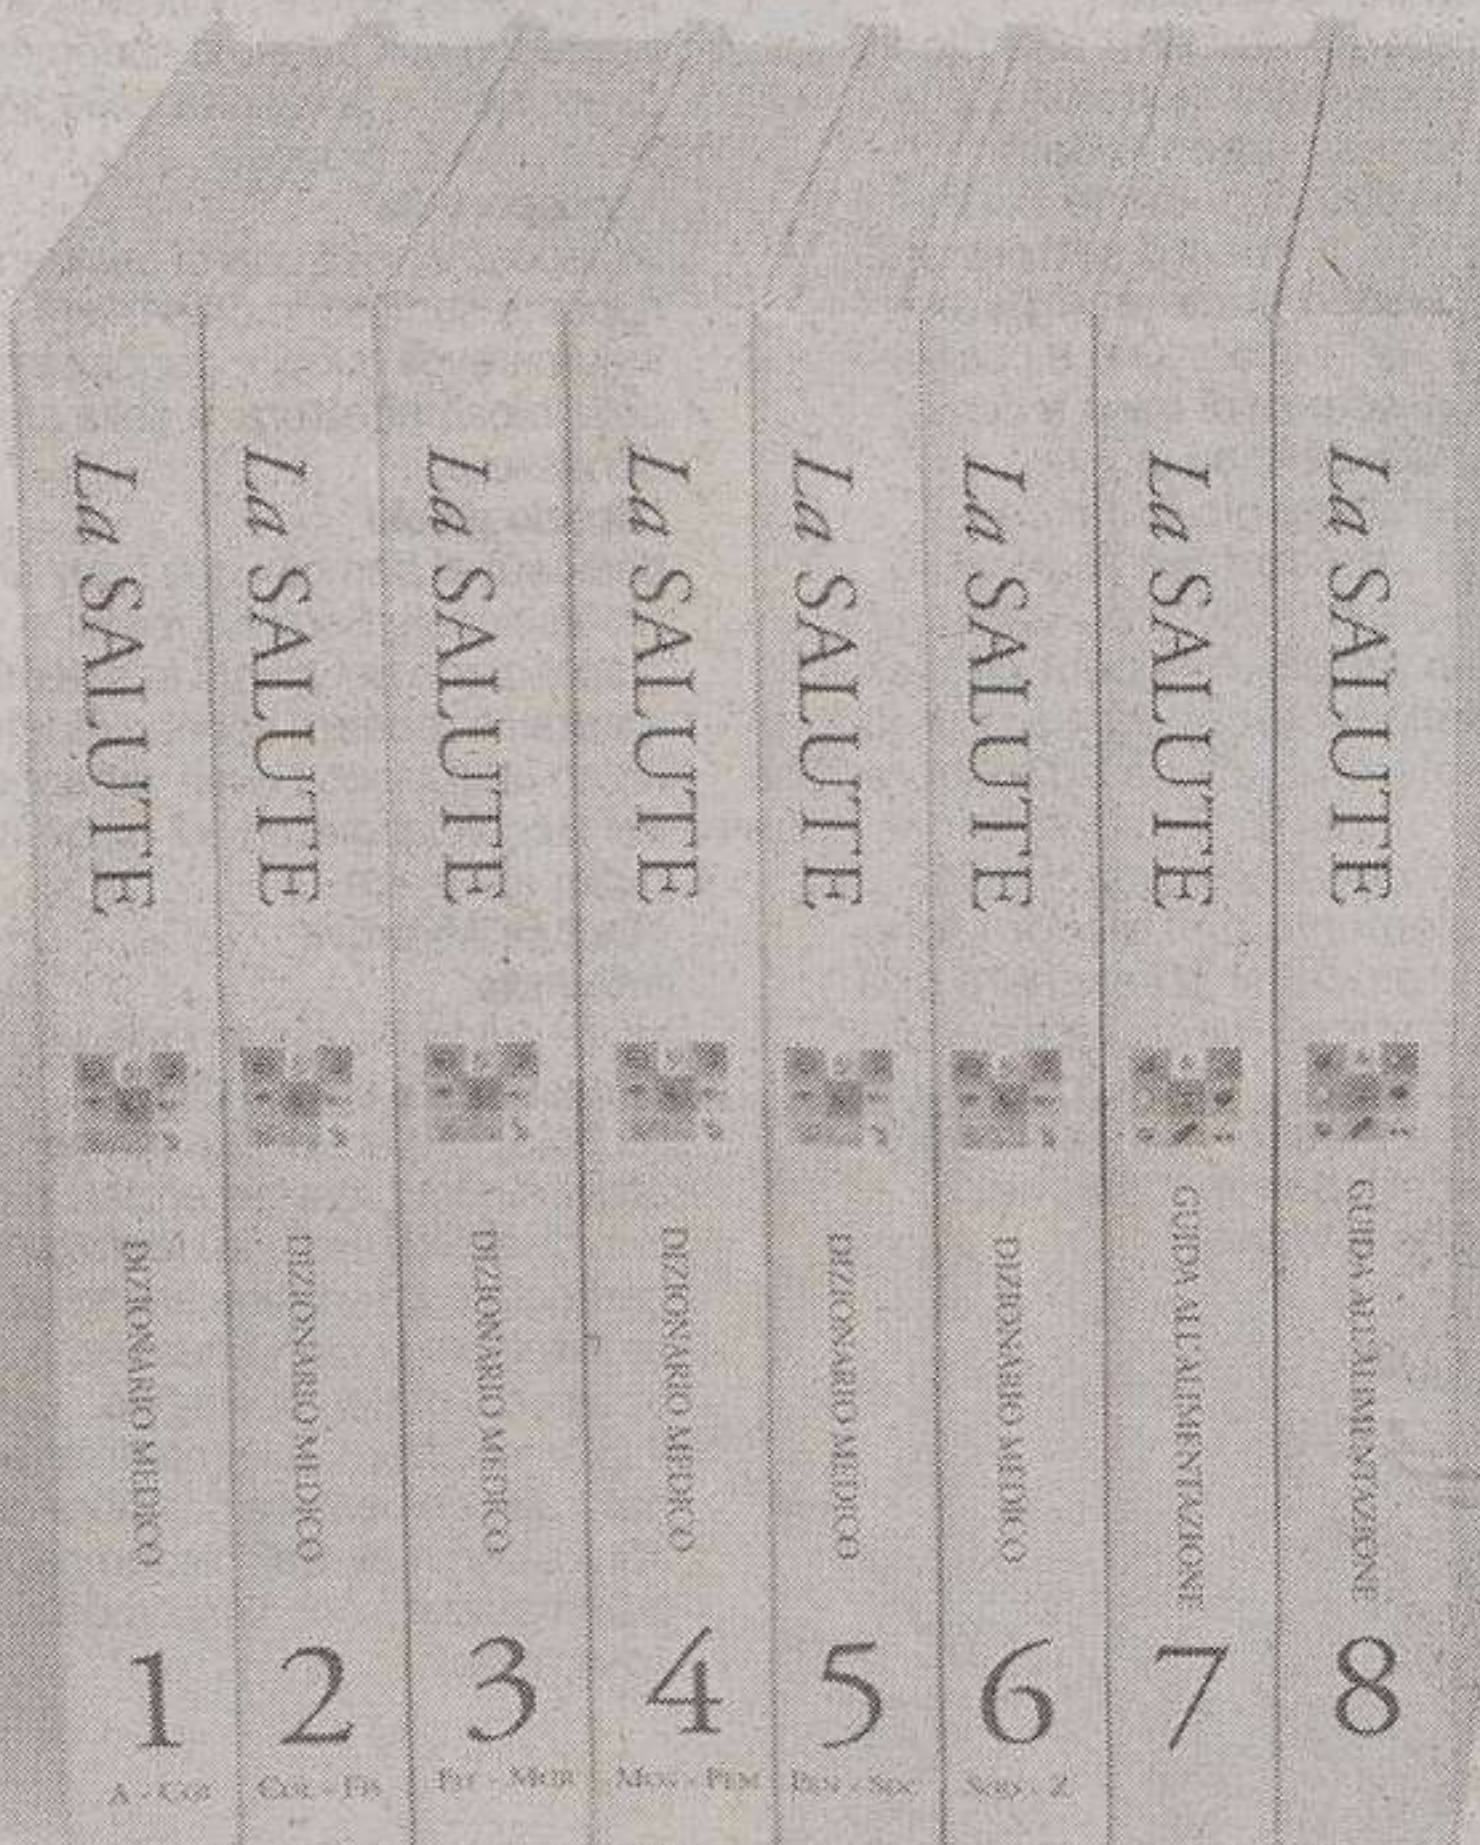 La SALUTE
DIZIONARIO MEDICO
1
La SALUTE
DIZIONARIO MEDICO
2
La SALUTE
DIZIONARIO MEDICO
3
La SALUTE
DIZIONARIO MEDICO
4
La SALUTE
DIZIONARIO MEDICO
5
La SALUTE
DIZIONARIO MEDICO
6
La SALUTE
GUIDA ALL'ALIMENTAZIONE
7
La SALUTE
GUIDA ALL'ALIMENTAZIONE
8